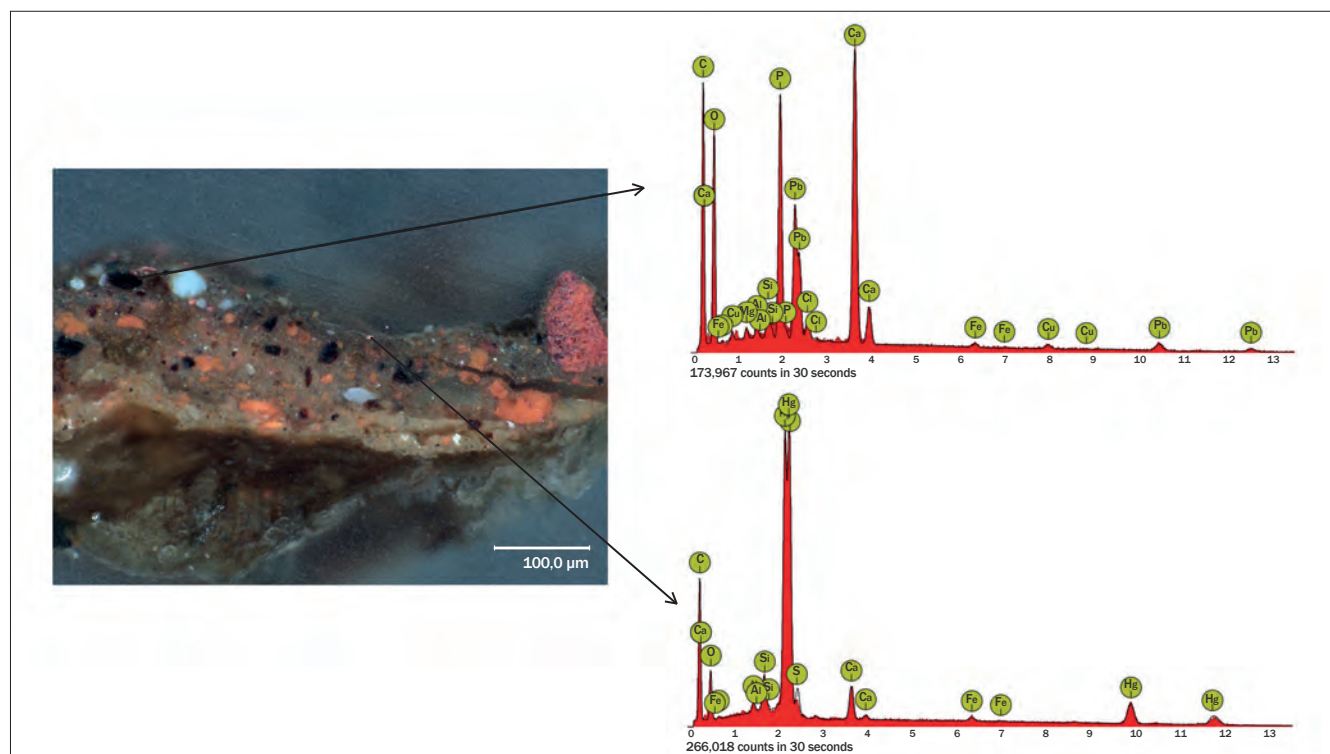 Ca
C
P
O
Pb
Ca
Pb
Si
Ca
Cl
Cu
Mg
Al
Si
P
Fe
Al
Cl
Fe
Fe
Cu
Cu
Pb
Pb
0 1 2 3 4 5 6 7 8 9 10 11 12 13
173,967 counts in 30 seconds
100,0 µm
Hg
C
Ca
O
Si
S
Ca
Al
Si
Fe
Ca
Fe
Fe
Hg
Hg
0 1 2 3 4 5 6 7 8 9 10 11 12 13
266,018 counts in 30 seconds